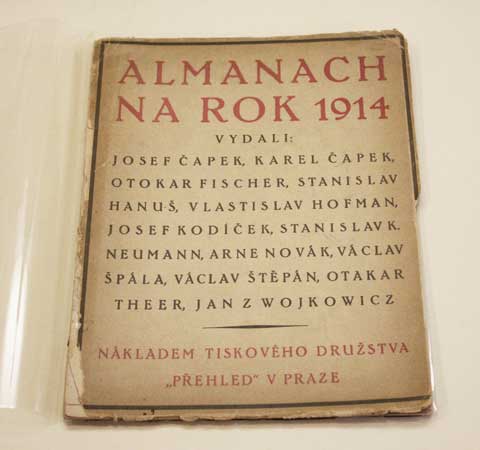 ALMANACH
NA ROK 1914
VYDALI:
JOSEF ČAPEK, KAREL ČAPEK,
OTOKAR FISCHER, STANISLAV
HANUŠ, VLASTISLAV HOFMAN,
JOSEF KODÍČEK, STANISLAV K.
NEUMANN, ARNE NOVÁK, VÁCLAV
ŠPÁLA, VÁCLAV ŠTĚPÁN, OTAKAR
THEER, JAN Z WOJKOWICZ
NÁKLADEM TISKOVÉHO DRUŽSTVA
„PŘEHLED“ V PRAZE